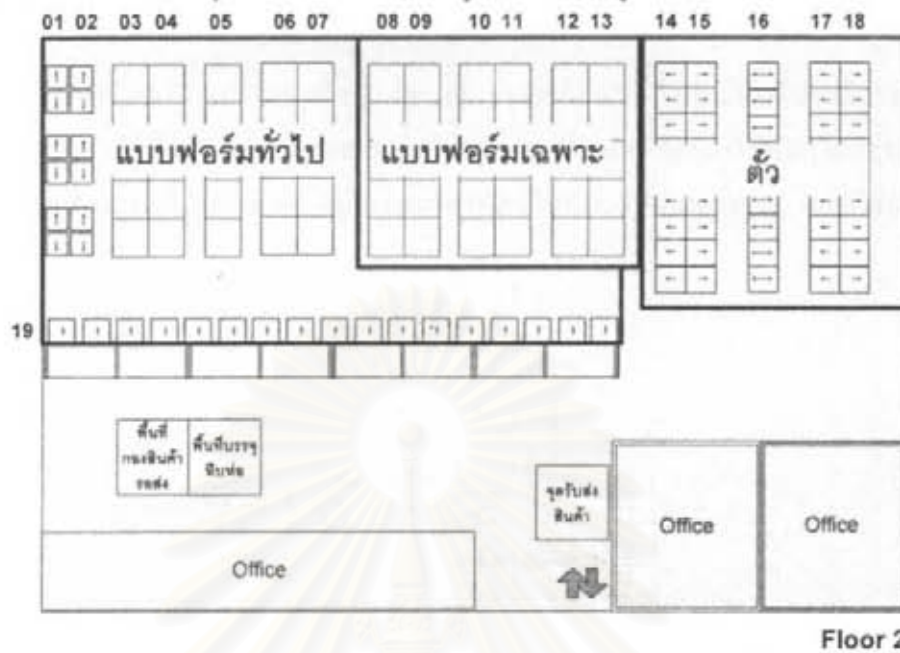 01 02 03 04 05 06 07 08 09 10 11 12 13 14 15 16 17 18
แบบฟอร์มทั่วไป แบบฟอร์มเฉพาะ ตั๋ว
19
พื้นที่
กองสินค้า
รอส่ง
พื้นที่บรรจุ
หีบห่อ
จุดรับส่ง
สินค้า
Office
Office
Office
Floor 2